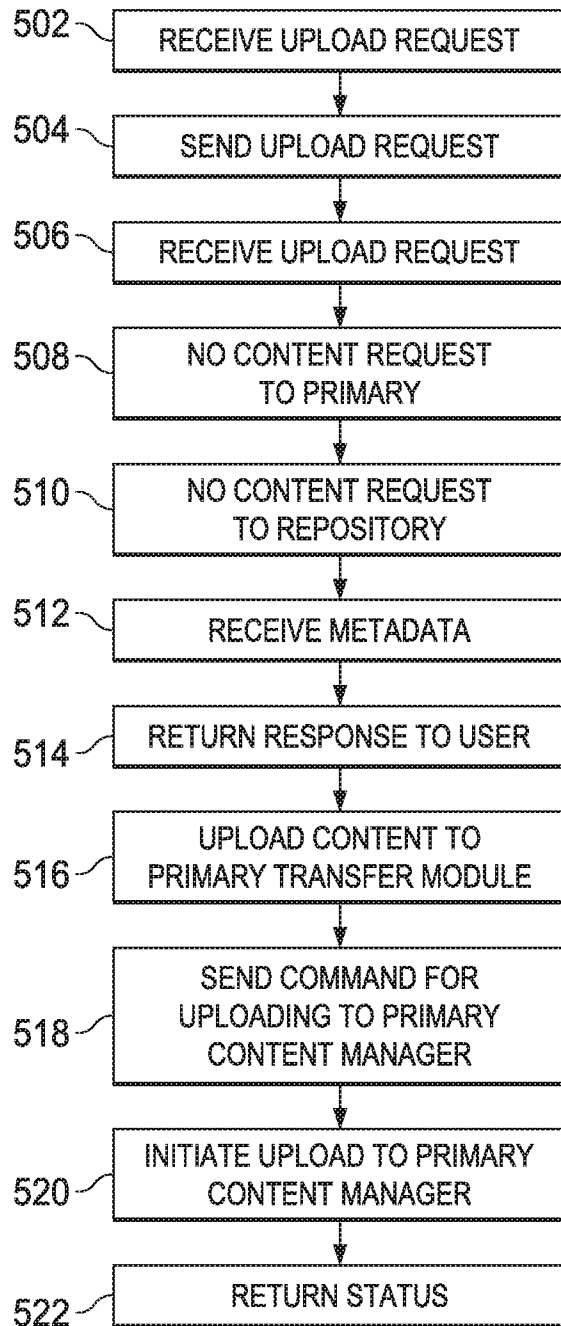 502
RECEIVE UPLOAD REQUEST
504
SEND UPLOAD REQUEST
506
RECEIVE UPLOAD REQUEST
508
NO CONTENT REQUEST
TO PRIMARY
510
NO CONTENT REQUEST
TO REPOSITORY
512
RECEIVE METADATA
514
RETURN RESPONSE TO USER
516
UPLOAD CONTENT TO
PRIMARY TRANSFER MODULE
518
SEND COMMAND FOR
UPLOADING TO PRIMARY
CONTENT MANAGER
520
INITIATE UPLOAD TO PRIMARY
CONTENT MANAGER
522
RETURN STATUS